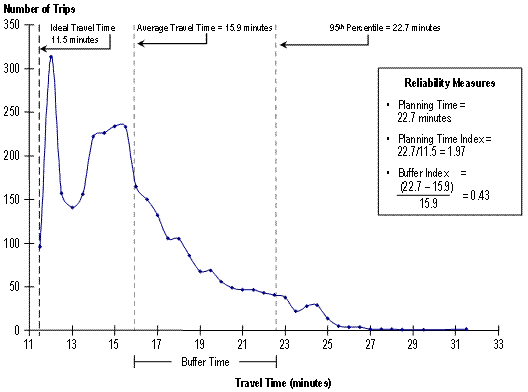 Number of Trips
Ideal Travel Time
11.5 minutes
Average Travel Time = 15.9 minutes
95th Percentile = 22.7 minutes
350
300
250
200
150
100
50
0
Reliability Measures
• Planning Time =
22.7 minutes
• Planning Time Index =
22.7/11.5 = 1.97
• Buffer Index =
(22.7 – 15.9)
15.9
= 0.43
11 13 15 17 19 21 23 25 27 29 31 33
Buffer Time
Travel Time (minutes)